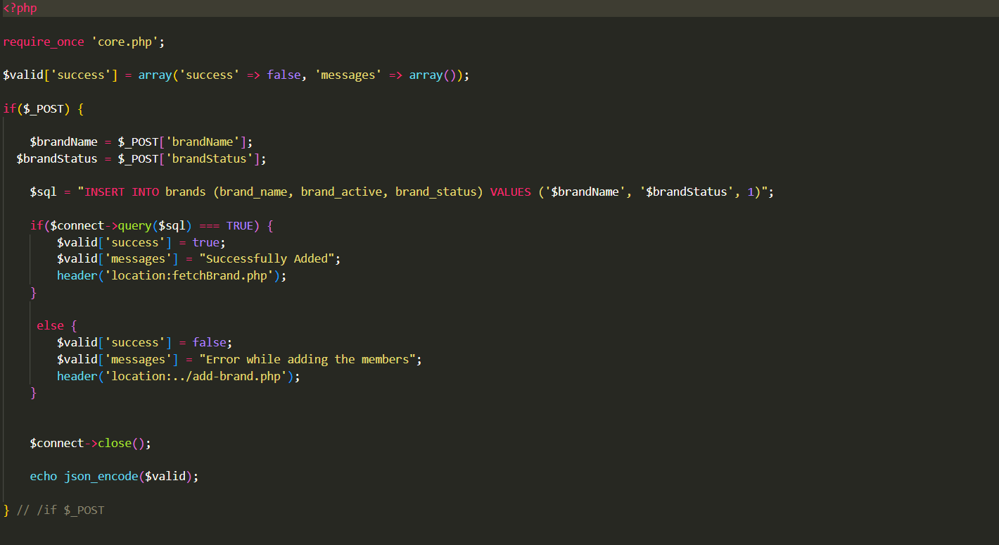 <?php
require_once 'core.php';
$valid['success'] = array('success' => false, 'messages' => array());
if($_POST) {
$brandName = $_POST['brandName'];
$brandStatus = $_POST['brandStatus'];
$sql = "INSERT INTO brands (brand_name, brand_active, brand_status) VALUES ('$brandName', '$brandStatus', 1)";
if($connect->query($sql) === TRUE) {
$valid['success'] = true;
$valid['messages'] = "Successfully Added";
header('location:fetchBrand.php');
}
else {
$valid['success'] = false;
$valid['messages'] = "Error while adding the members";
header('location:../add-brand.php');
}
$connect->close();
echo json_encode($valid);
} // /if $_POST